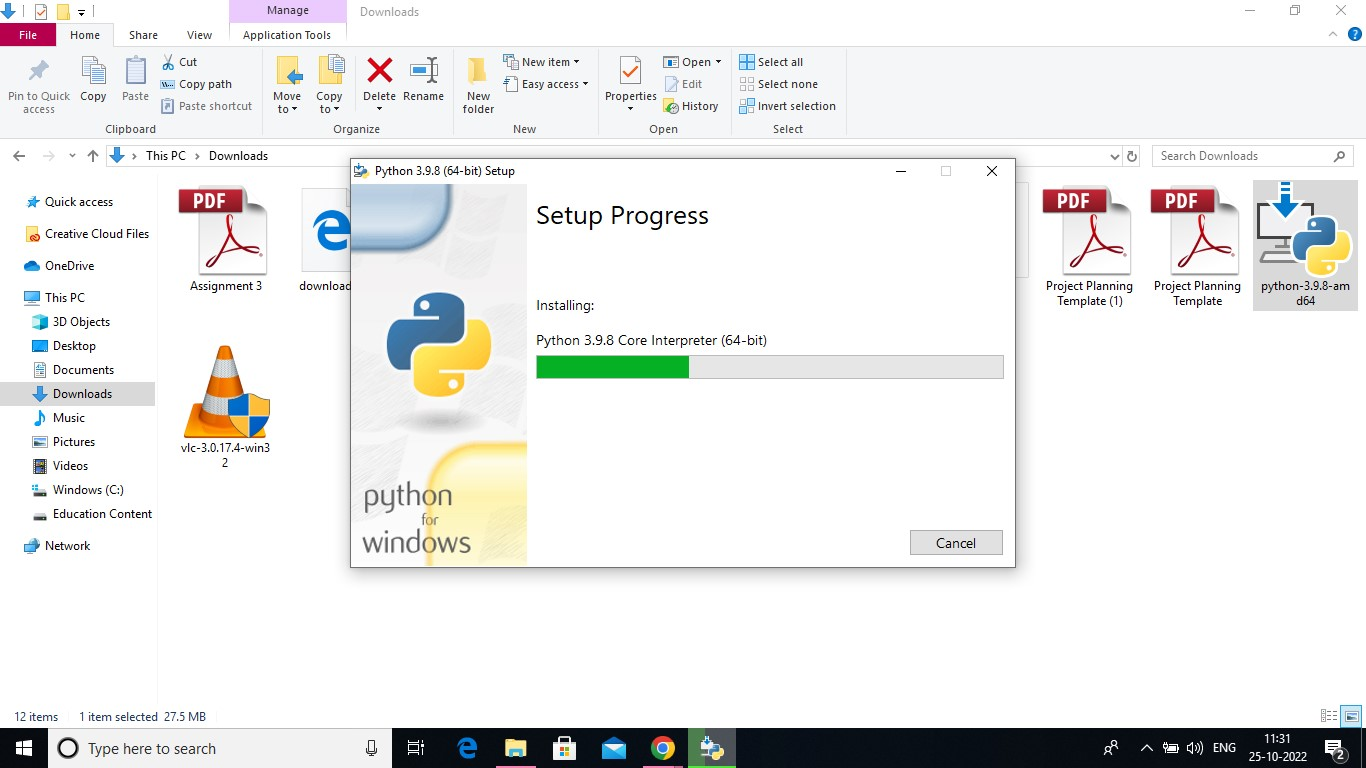 Manage
Downloads
File
Home
Share
View
Application Tools
Pin to Quick
access
Copy
Paste
Cut
Copy path
Paste shortcut
Clipboard
Move
to
Copy
to
Delete
Rename
Organize
New
folder
New item
Easy access
New
Properties
Open
Edit
History
Open
Select all
Select none
Invert selection
Select
This PC
Downloads
Search Downloads
Quick access
Creative Cloud Files
OneDrive
This PC
3D Objects
Desktop
Documents
Downloads
Music
Pictures
Videos
Windows (C:)
Education Content
Network
PDF
Assignment 3
download
vlc-3.0.17.4-win3
2
Python 3.9.8 (64-bit) Setup
Setup Progress
Installing:
Python 3.9.8 Core Interpreter (64-bit)
python
for
windows
Cancel
PDF
Project Planning
Template (1)
PDF
Project Planning
Template
python-3.9.8-am
d64
12 items
1 item selected 27.5 MB
Type here to search
ENG
11:31
25-10-2022
2